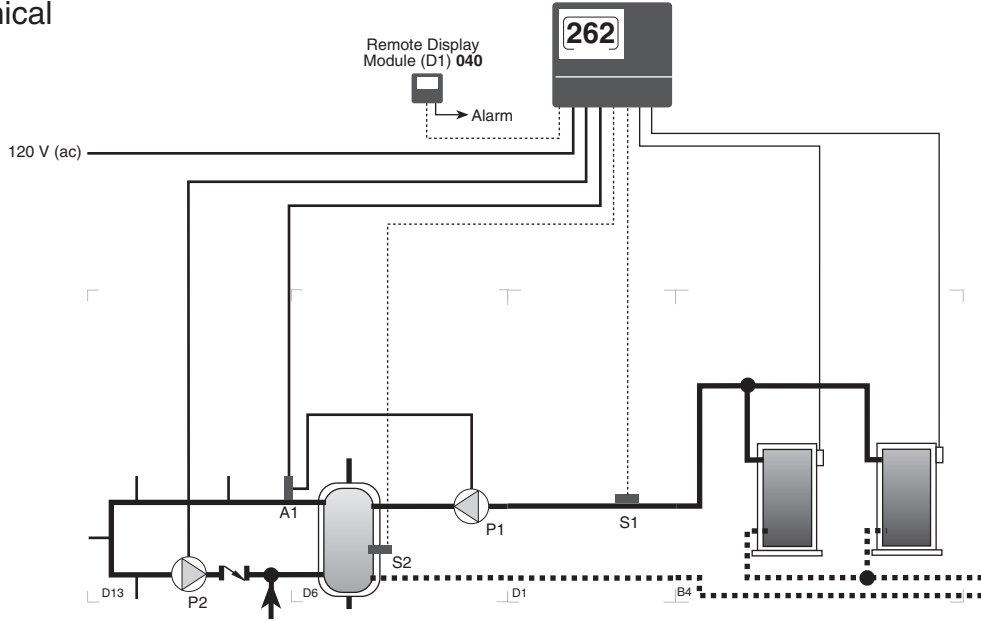 nical
262
Remote Display
Module (D1) 040
Alarm
120 V (ac)
A1
P1
S1
S2
D13
P2
D6
D1
B4